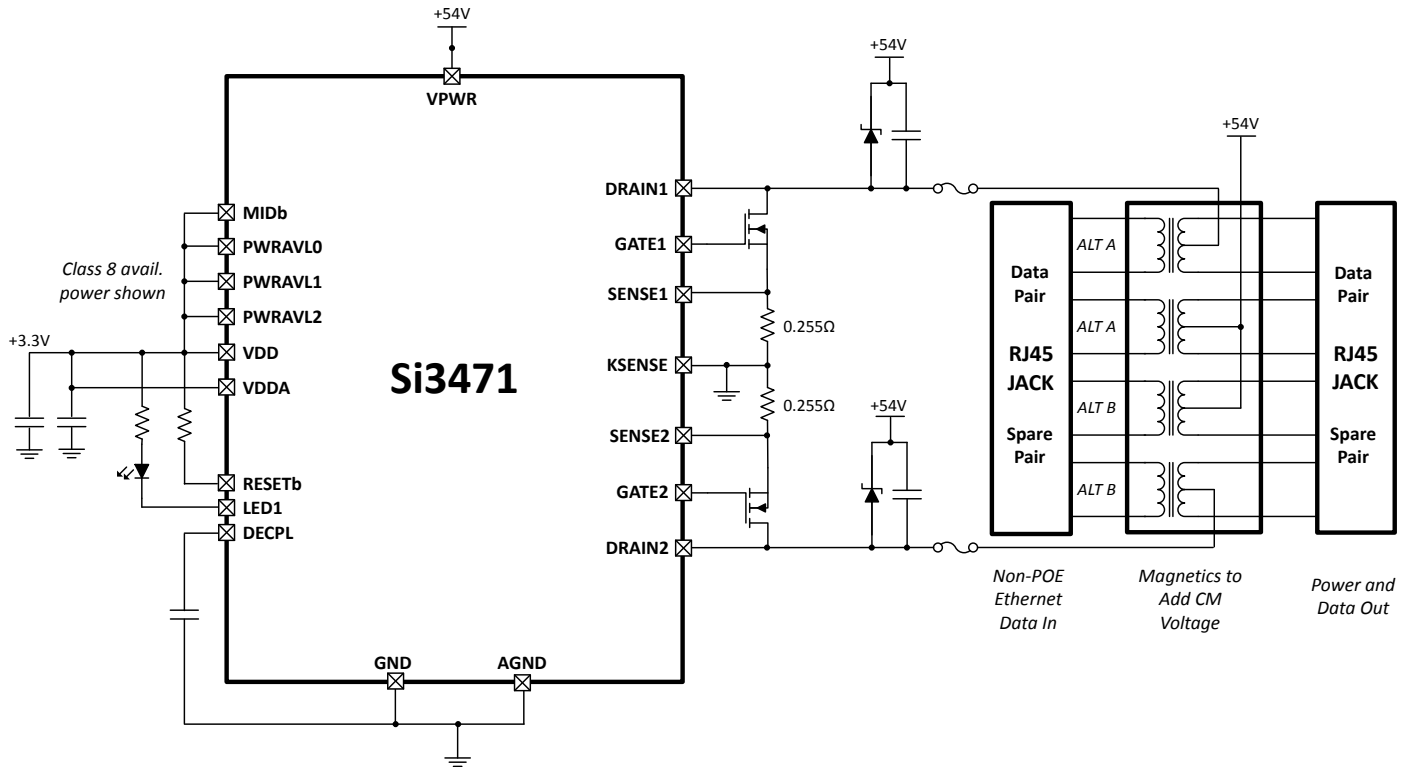 +54V
VPWR
+54V
+54V
DRAIN1
MIDb
PWRAVL0
GATE1
ALT A
Class 8 avail.
power shown
PWRAVL1
Data
Pair
Data
Pair
SENSE1
PWRAVL2
ALT A
0.255Ω
+3.3V
VDD
RJ45
JACK
RJ45
JACK
KSENSE
Si3471
VDDA
0.255Ω
+54V
ALT B
SENSE2
Spare
Pair
Spare
Pair
RESETb
GATE2
ALT B
LED1
DECPL
DRAIN2
Non-POE
Ethernet
Data In
Magnetics to
Add CM
Voltage
Power and
Data Out
GND
AGND